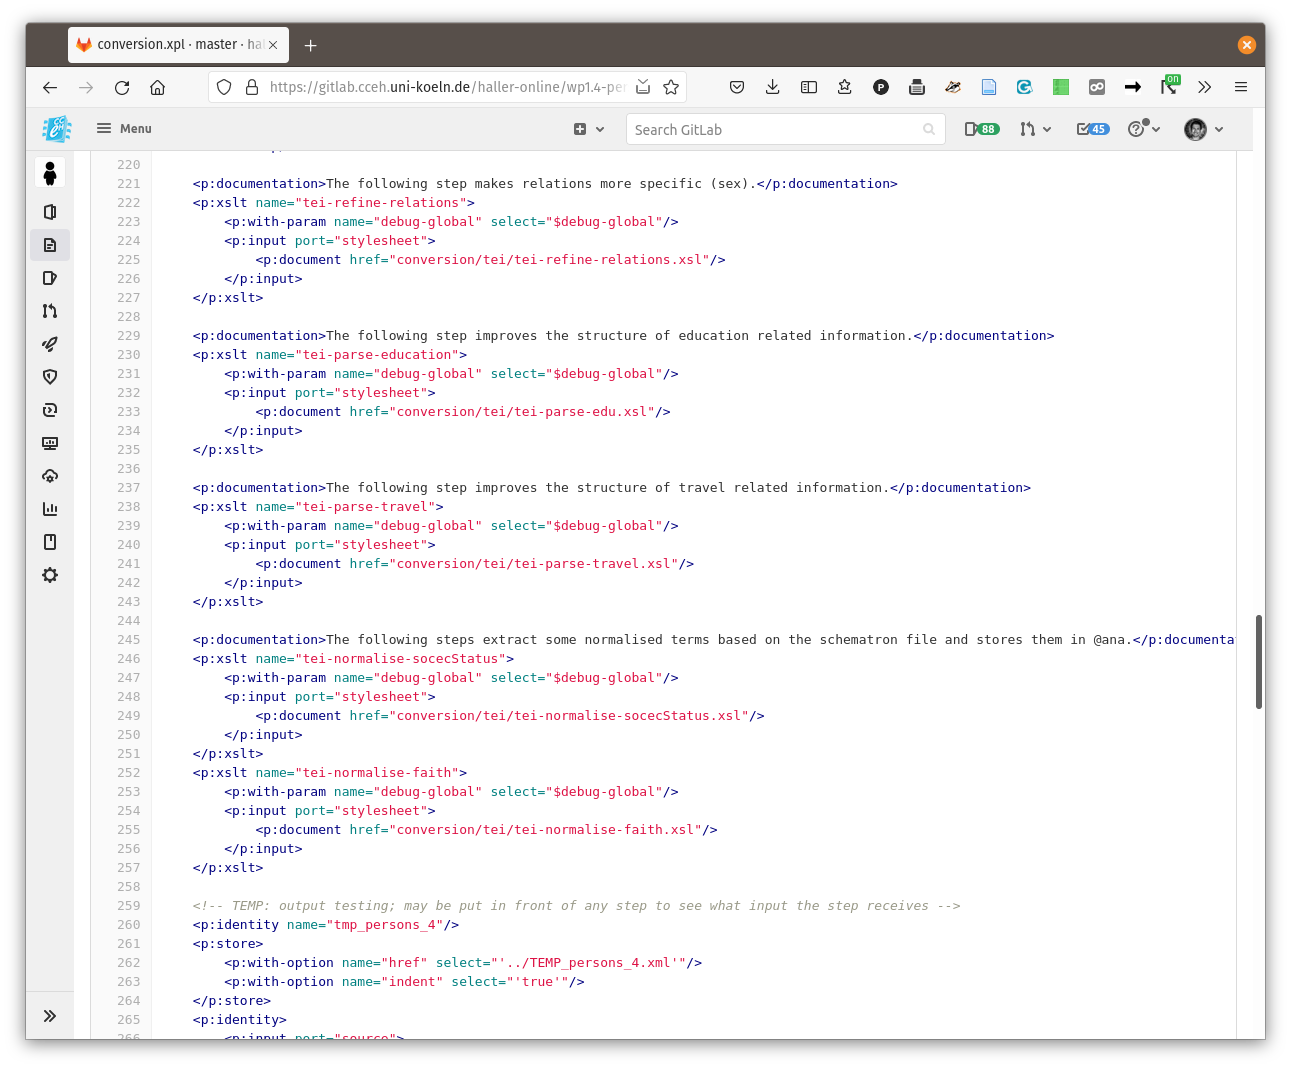 conversion.xpl · master · hal
https://gitlab.cceh.uni-koeln.de/haller-online/wp1.4-per
on
Menu
Search GitLab
88
45
220
221 <p:documentation>The following step makes relations more specific (sex).</p:documentation>
222 <p:xslt name="tei-refine-relations">
223 <p:with-param name="debug-global" select="$debug-global"/>
224 <p:input port="stylesheet">
225 <p:document href="conversion/tei/tei-refine-relations.xsl"/>
226 </p:input>
227 </p:xslt>
228
229 <p:documentation>The following step improves the structure of education related information.</p:documentation>
230 <p:xslt name="tei-parse-education">
231 <p:with-param name="debug-global" select="$debug-global"/>
232 <p:input port="stylesheet">
233 <p:document href="conversion/tei/tei-parse-edu.xsl"/>
234 </p:input>
235 </p:xslt>
236
237 <p:documentation>The following step improves the structure of travel related information.</p:documentation>
238 <p:xslt name="tei-parse-travel">
239 <p:with-param name="debug-global" select="$debug-global"/>
240 <p:input port="stylesheet">
241 <p:document href="conversion/tei/tei-parse-travel.xsl"/>
242 </p:input>
243 </p:xslt>
244
245 <p:documentation>The following steps extract some normalised terms based on the schematron file and stores them in @ana.</p:documenta
246 <p:xslt name="tei-normalise-socecStatus">
247 <p:with-param name="debug-global" select="$debug-global"/>
248 <p:input port="stylesheet">
249 <p:document href="conversion/tei/tei-normalise-socecStatus.xsl"/>
250 </p:input>
251 </p:xslt>
252 <p:xslt name="tei-normalise-faith">
253 <p:with-param name="debug-global" select="$debug-global"/>
254 <p:input port="stylesheet">
255 <p:document href="conversion/tei/tei-normalise-faith.xsl"/>
256 </p:input>
257 </p:xslt>
258
259 <!-- TEMP: output testing; may be put in front of any step to see what input the step receives -->
260 <p:identity name="tmp_persons_4"/>
261 <p:store>
262 <p:with-option name="href" select="'../TEMP_persons_4.xml'"/>
263 <p:with-option name="indent" select="'true'"/>
264 </p:store>
265 <p:identity>
266 <p:input port="source">